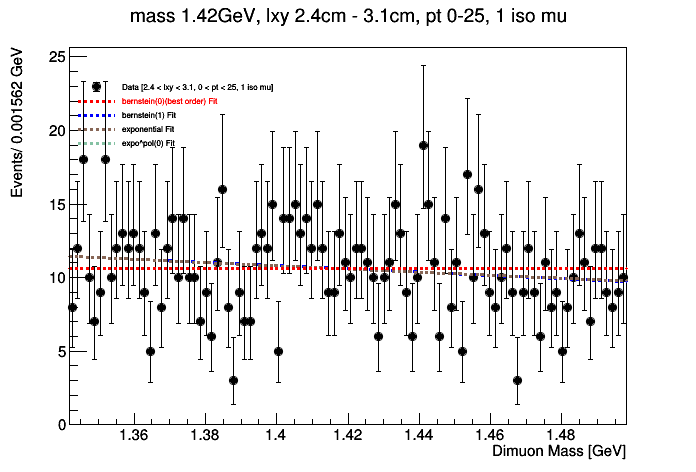 mass 1.42GeV, lxy 2.4cm - 3.1cm, pt 0-25, 1 iso mu
Events/ 0.001562 GeV
25
20
15
10
5
0
Data [2.4 < lxy < 3.1, 0 < pt < 25, 1 iso mu]
bernstein(0)(best order) Fit
bernstein(1) Fit
exponential Fit
expo*pol(0) Fit
1.36 1.38 1.4 1.42 1.44 1.46 1.48
Dimuon Mass [GeV]